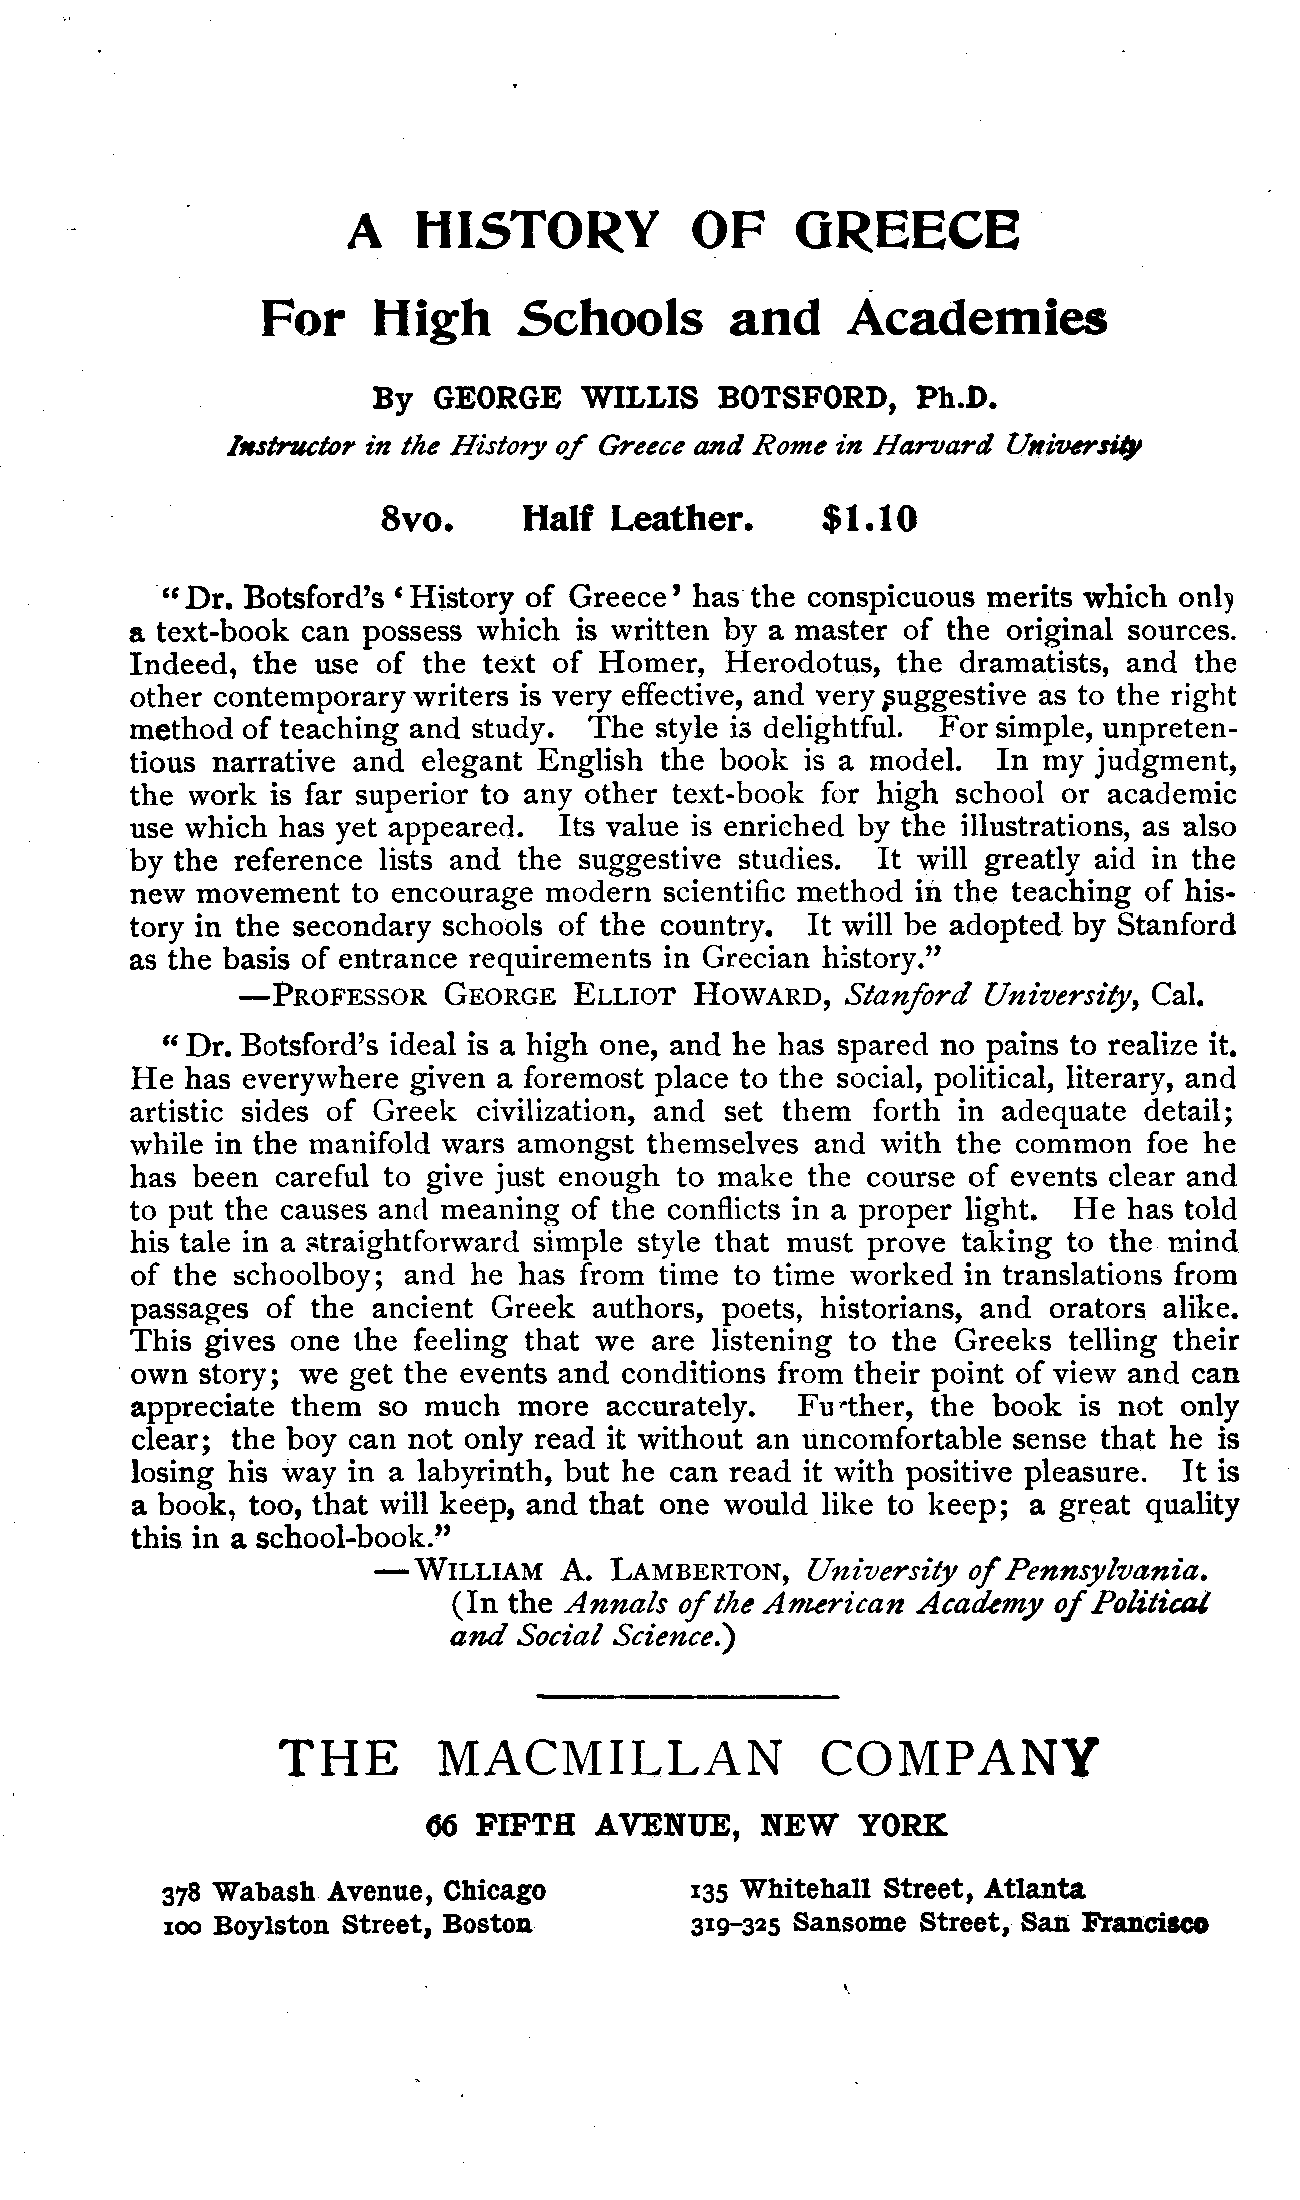 A HISTORY OF GREECE
For High Schools and Academies
By GEORGE WILLIS BOTSFORD, Ph.D.
Instructor in the History of Greece and Rome in Harvard University
8vo. Half Leather. $1.10
"Dr. Botsford's 'History of Greece' has the conspicuous merits which only
a text-book can possess which is written by a master of the original sources.
Indeed, the use of the text of Homer, Herodotus, the dramatists, and the
other contemporary writers is very effective, and very suggestive as to the right
method of teaching and study. The style is delightful. For simple, unpreten-
tious narrative and elegant English the book is a model. In my judgment,
the work is far superior to any other text-book for high school or academic
use which has yet appeared. Its value is enriched by the illustrations, as also
by the reference lists and the suggestive studies. It will greatly aid in the
new movement to encourage modern scientific method in the teaching of his-
tory in the secondary schools of the country. It will be adopted by Stanford
as the basis of entrance requirements in Grecian history."
—PROFESSOR GEORGE ELLIOT HOWARD, Stanford University, Cal.
"Dr. Botsford's ideal is a high one, and he has spared no pains to realize it.
He has everywhere given a foremost place to the social, political, literary, and
artistic sides of Greek civilization, and set them forth in adequate detail;
while in the manifold wars amongst themselves and with the common foe he
has been careful to give just enough to make the course of events clear and
to put the causes and meaning of the conflicts in a proper light. He has told
his tale in a straightforward simple style that must prove taking to the mind
of the schoolboy; and he has from time to time worked in translations from
passages of the ancient Greek authors, poets, historians, and orators alike.
This gives one the feeling that we are listening to the Greeks telling their
own story; we get the events and conditions from their point of view and can
appreciate them so much more accurately. Further, the book is not only
clear; the boy can not only read it without an uncomfortable sense that he is
losing his way in a labyrinth, but he can read it with positive pleasure. It is
a book, too, that will keep, and that one would like to keep; a great quality
this in a school-book."
—WILLIAM A. LAMBERTON, University of Pennsylvania.
(In the Annals of the American Academy of Political
and Social Science.)
THE MACMILLAN COMPANY
66 FIFTH AVENUE, NEW YORK
378 Wabash Avenue, Chicago 135 Whitehall Street, Atlanta
100 Boylston Street, Boston 319-325 Sansome Street, San Francisco